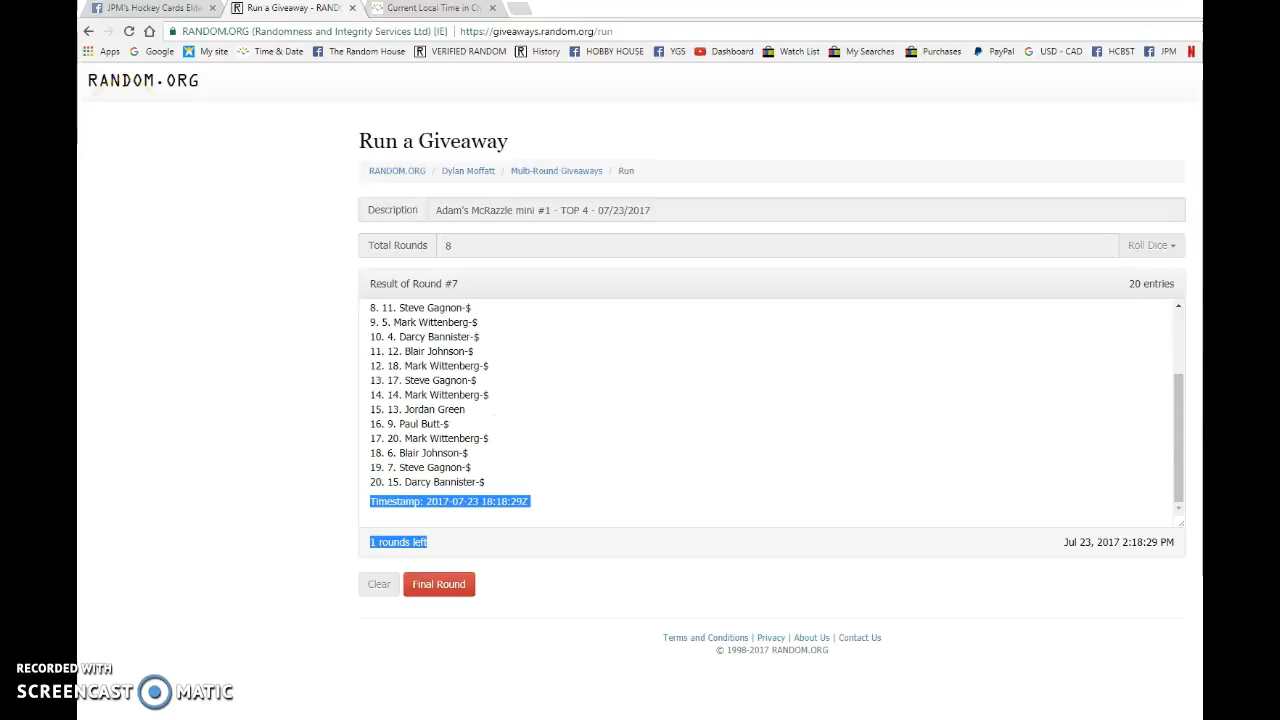 JPM's Hockey Cards Elite
Run a Giveaway - RAND
Current Local Time in Ch
RANDOM.ORG (Randomness and Integrity Services Ltd) [IE]
https://giveaways.random.org/run
Apps
Google
My site
Time & Date
The Random House
VERIFIED RANDOM
History
HOBBY HOUSE
YGS
Dashboard
Watch List
My Searches
Purchases
PayPal
USD - CAD
HCBST
JPM
RANDOM.ORG
Run a Giveaway
RANDOM.ORG / Dylan Moffatt / Multi-Round Giveaways / Run
Description Adam's McRazzle mini #1 - TOP 4 - 07/23/2017
Total Rounds 8 Roll Dice
Result of Round #7 20 entries
8. 11. Steve Gagnon-$
9. 5. Mark Wittenberg-$
10. 4. Darcy Bannister-$
11. 12. Blair Johnson-$
12. 18. Mark Wittenberg-$
13. 17. Steve Gagnon-$
14. 14. Mark Wittenberg-$
15. 13. Jordan Green
16. 9. Paul Butt-$
17. 20. Mark Wittenberg-$
18. 6. Blair Johnson-$
19. 7. Steve Gagnon-$
20. 15. Darcy Bannister-$
Timestamp: 2017-07-23 18:18:29Z
1 rounds left Jul 23, 2017 2:18:29 PM
Clear Final Round
Terms and Conditions | Privacy | About Us | Contact Us
© 1998-2017 RANDOM.ORG
RECORDED WITH
SCREENCAST MATIC